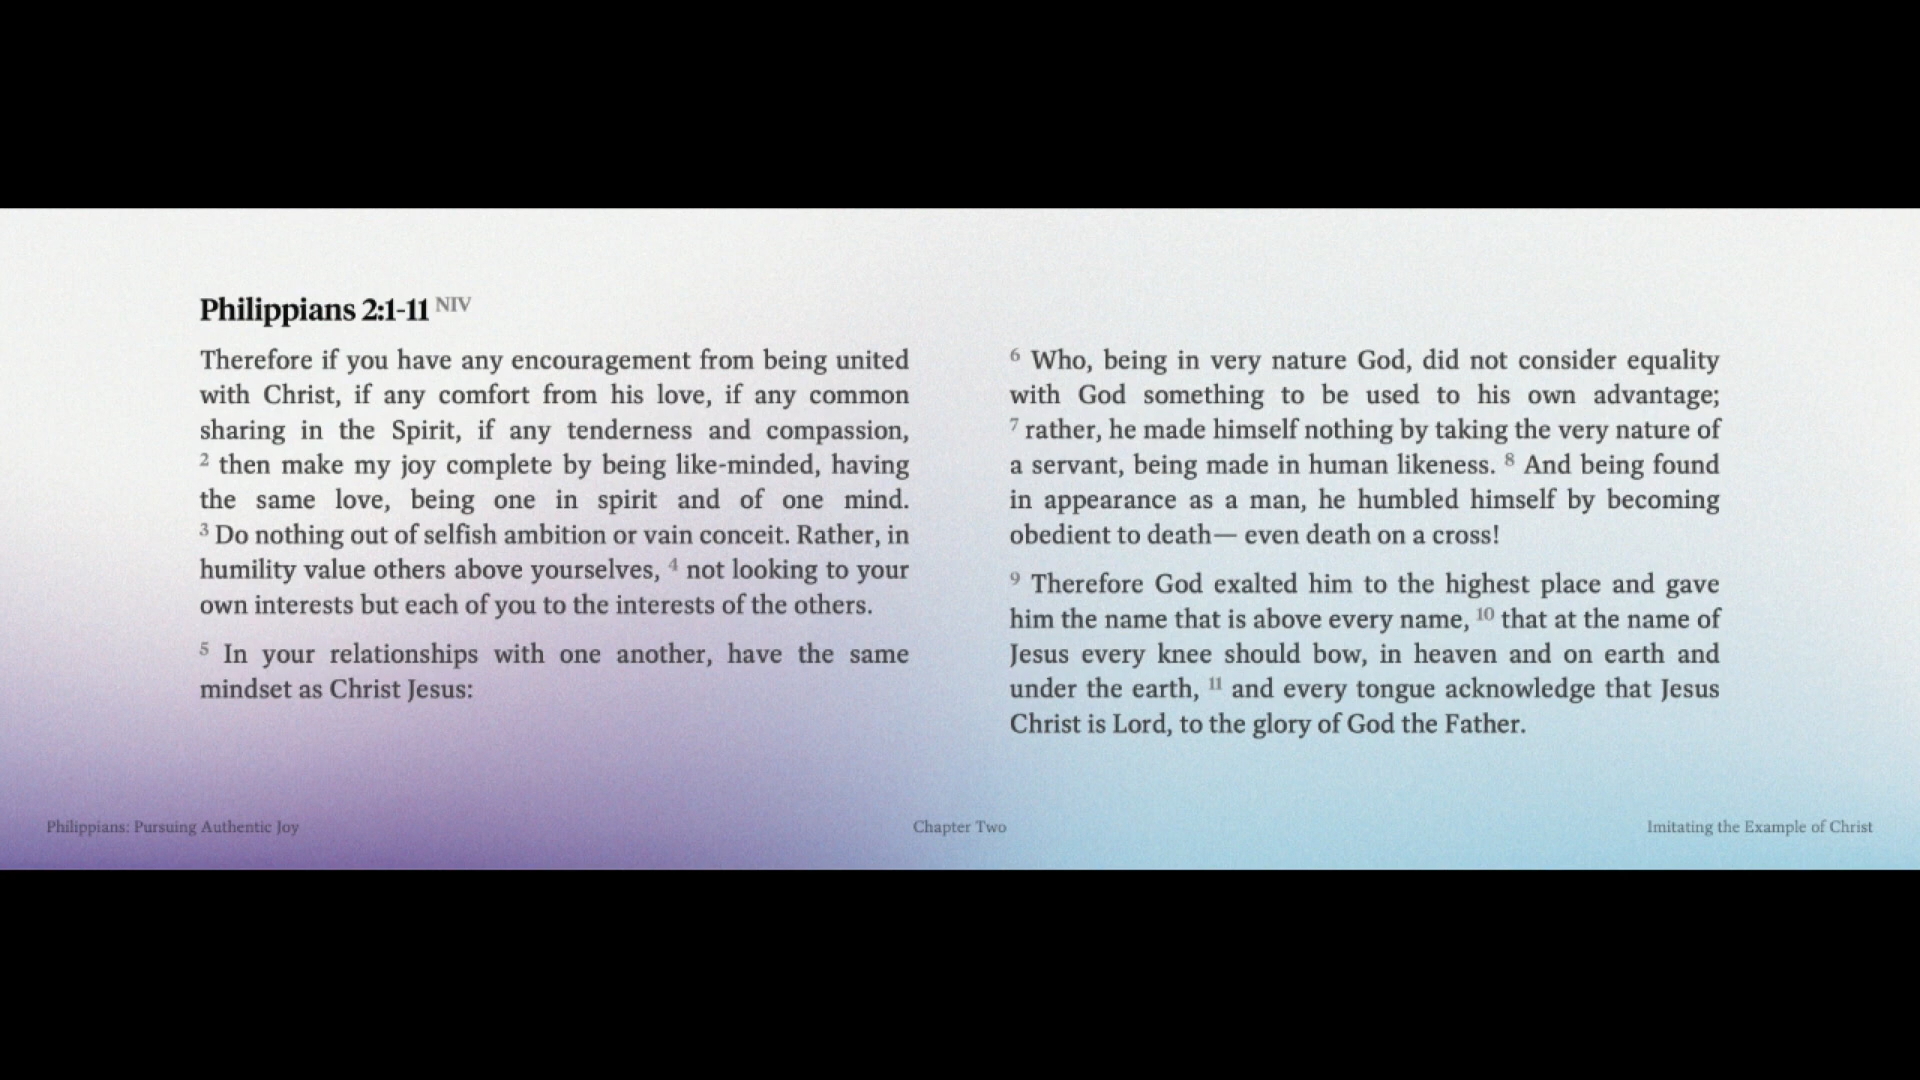 Philippians 2:1-11 NIV
Therefore if you have any encouragement from being united
with Christ, if any comfort from his love, if any common
sharing in the Spirit, if any tenderness and compassion,
2 then make my joy complete by being like-minded, having
the same love, being one in spirit and of one mind.
3 Do nothing out of selfish ambition or vain conceit. Rather, in
humility value others above yourselves, 4 not looking to your
own interests but each of you to the interests of the others.
5 In your relationships with one another, have the same
mindset as Christ Jesus:
6 Who, being in very nature God, did not consider equality
with God something to be used to his own advantage;
7 rather, he made himself nothing by taking the very nature of
a servant, being made in human likeness. 8 And being found
in appearance as a man, he humbled himself by becoming
obedient to death— even death on a cross!
9 Therefore God exalted him to the highest place and gave
him the name that is above every name, 10 that at the name of
Jesus every knee should bow, in heaven and on earth and
under the earth, 11 and every tongue acknowledge that Jesus
Christ is Lord, to the glory of God the Father.
Philippians: Pursuing Authentic Joy
Chapter Two
Imitating the Example of Christ